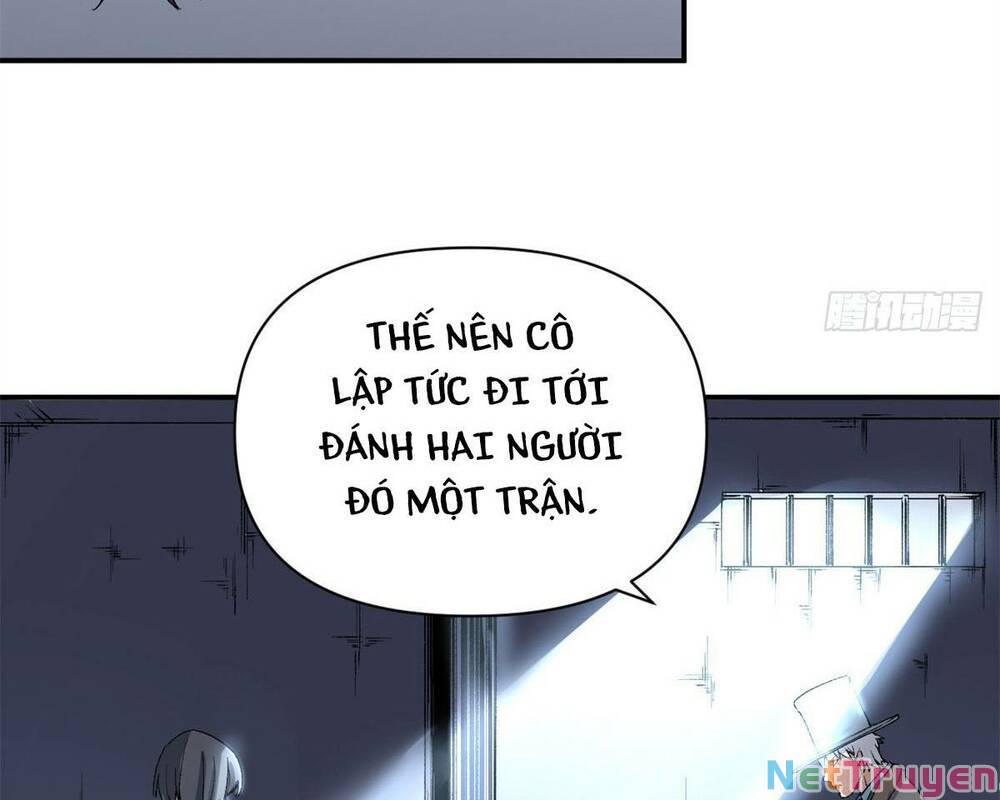 腾讯动漫
THẾ NÊN CÔ
LẬP TỨC ĐI TỚI
ĐÁNH HAI NGƯỜI
ĐÓ MỘT TRẬN.
NetTruyen